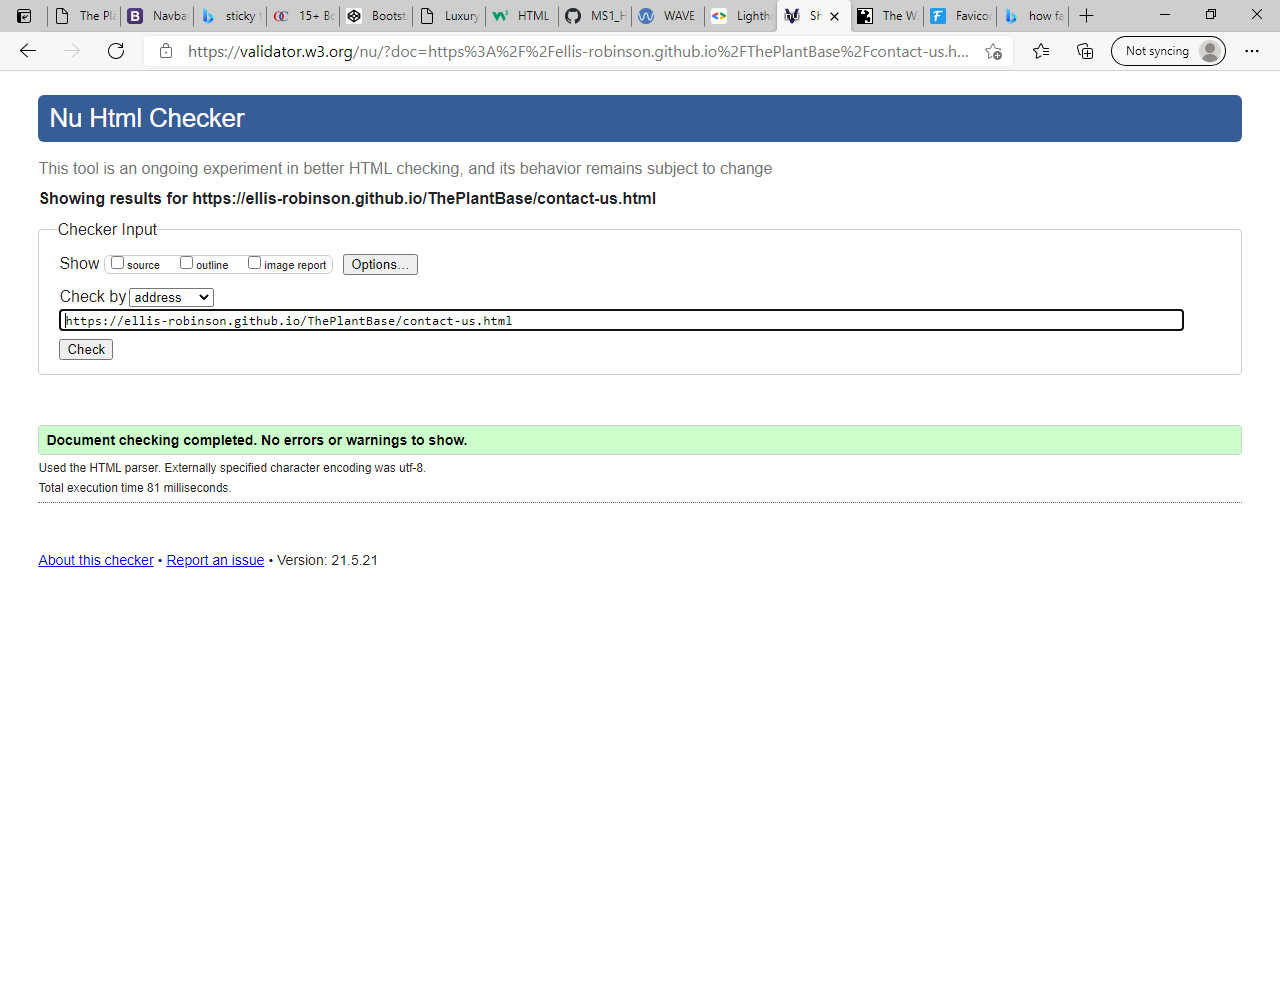 The Pl
Navba
sticky
15+ Bo
Bootst
Luxury
HTML
MS1_H
WAVE
Lighth
Sh
The W
Favico
how fa
https://validator.w3.org/nu/?doc=https%3A%2F%2Fellis-robinson.github.io%2FThePlantBase%2Fcontact-us.h...
Not syncing
Nu Html Checker
This tool is an ongoing experiment in better HTML checking, and its behavior remains subject to change
Showing results for https://ellis-robinson.github.io/ThePlantBase/contact-us.html
Checker Input
Show source outline image report Options...
Check by address
https://ellis-robinson.github.io/ThePlantBase/contact-us.html
Check
Document checking completed. No errors or warnings to show.
Used the HTML parser. Externally specified character encoding was utf-8.
Total execution time 81 milliseconds.
About this checker • Report an issue • Version: 21.5.21